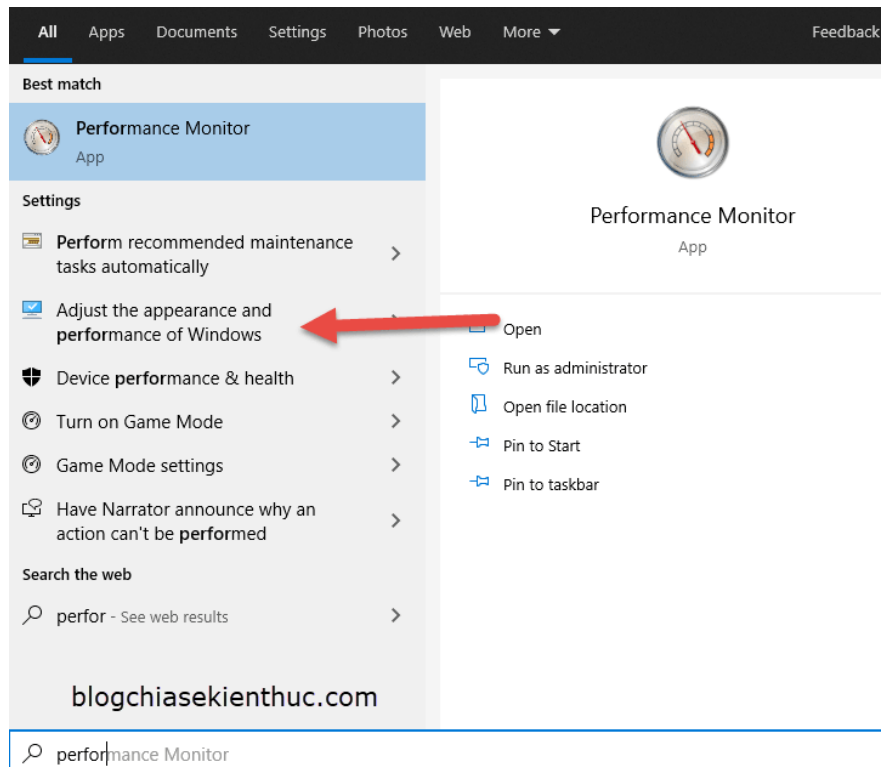 All Apps Documents Settings Photos Web More Feedback
Best match
Performance Monitor
App
Settings
Perform recommended maintenance
tasks automatically
Adjust the appearance and
performance of Windows
Device performance & health
Turn on Game Mode
Game Mode settings
Have Narrator announce why an
action can't be performed
Search the web
perfor - See web results
Performance Monitor
App
Open
Run as administrator
Open file location
Pin to Start
Pin to taskbar
blogchiasekienthuc.com
performance Monitor